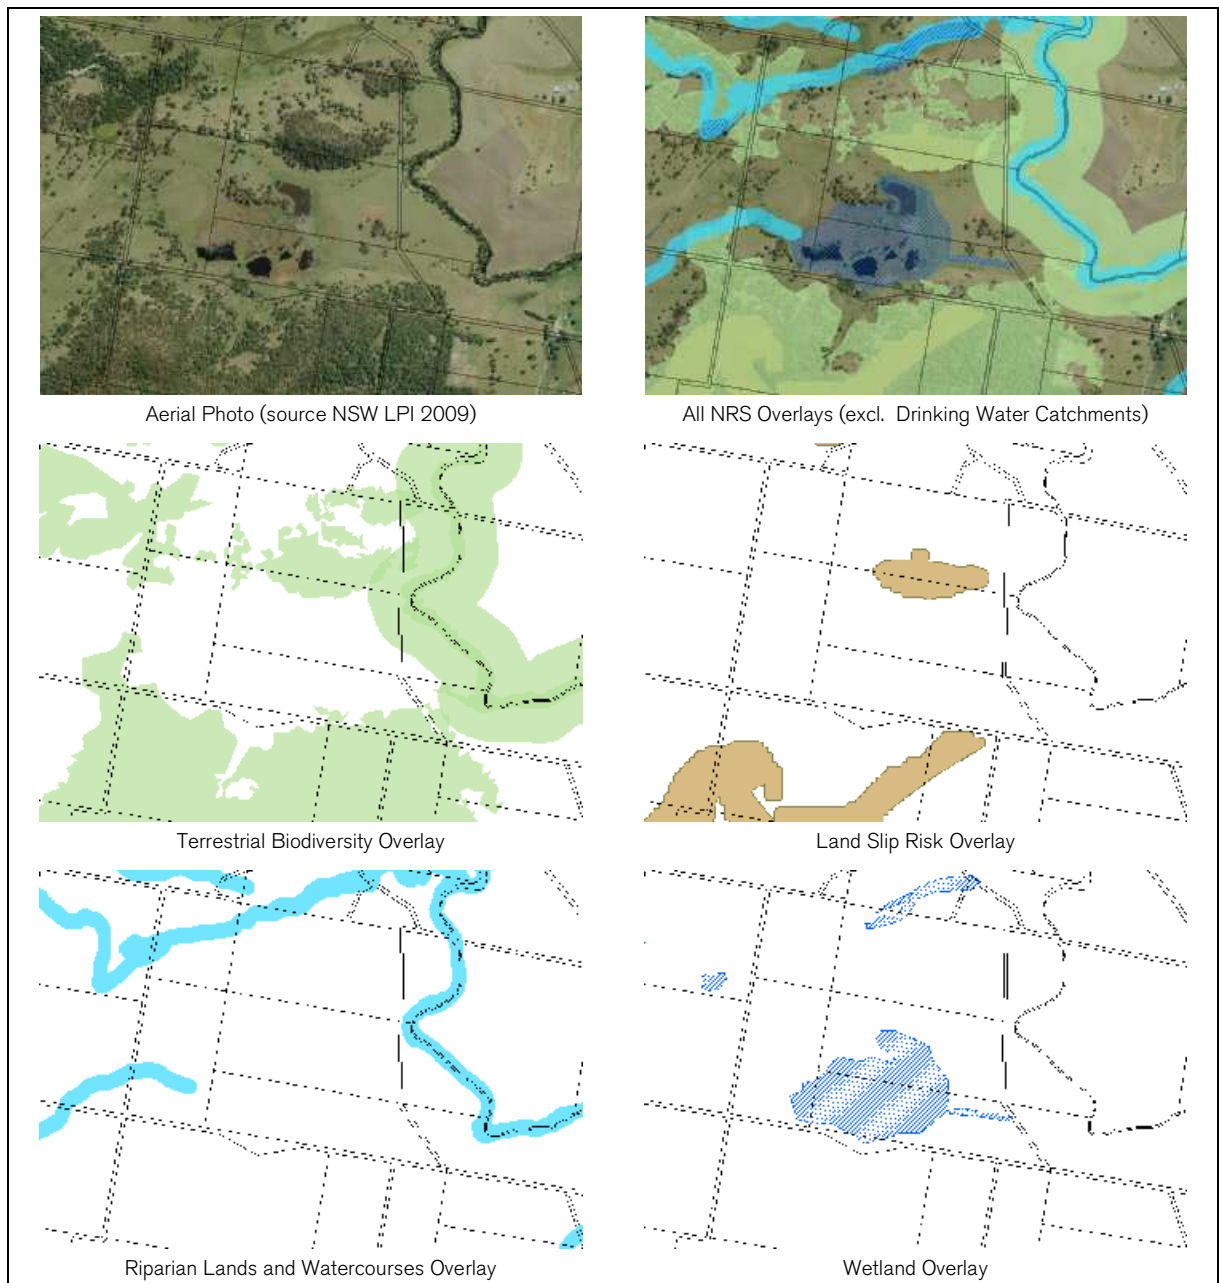 Aerial Photo (source NSW LPI 2009)
All NRS Overlays (excl. Drinking Water Catchments)
Terrestrial Biodiversity Overlay
Land Slip Risk Overlay
Riparian Lands and Watercourses Overlay
Wetland Overlay